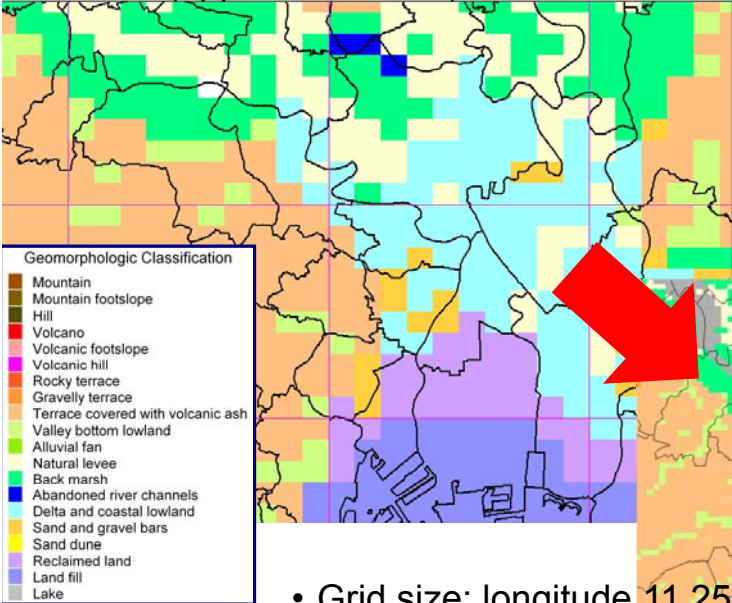 Geomorphologic Classification
Mountain
Mountain footslope
Hill
Volcano
Volcanic footslope
Volcanic hill
Rocky terrace
Gravelly terrace
Terrace covered with volcanic ash
Valley bottom lowland
Alluvial fan
Natural levee
Back marsh
Abandoned river channels
Delta and coastal lowland
Sand and gravel bars
Sand dune
Reclaimed land
Land fill
Lake
• Grid size: longitude 11.25